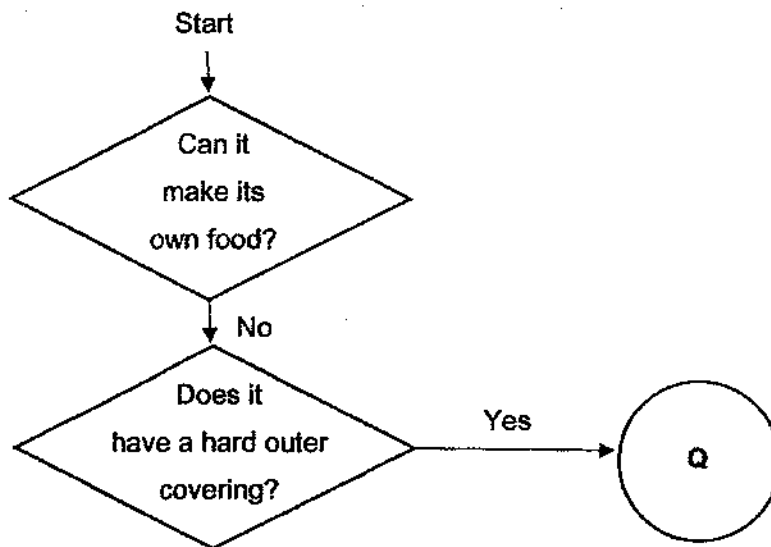 Start
Can it
make its
own food?
No
Does it
have a hard outer
covering?
Yes
Q